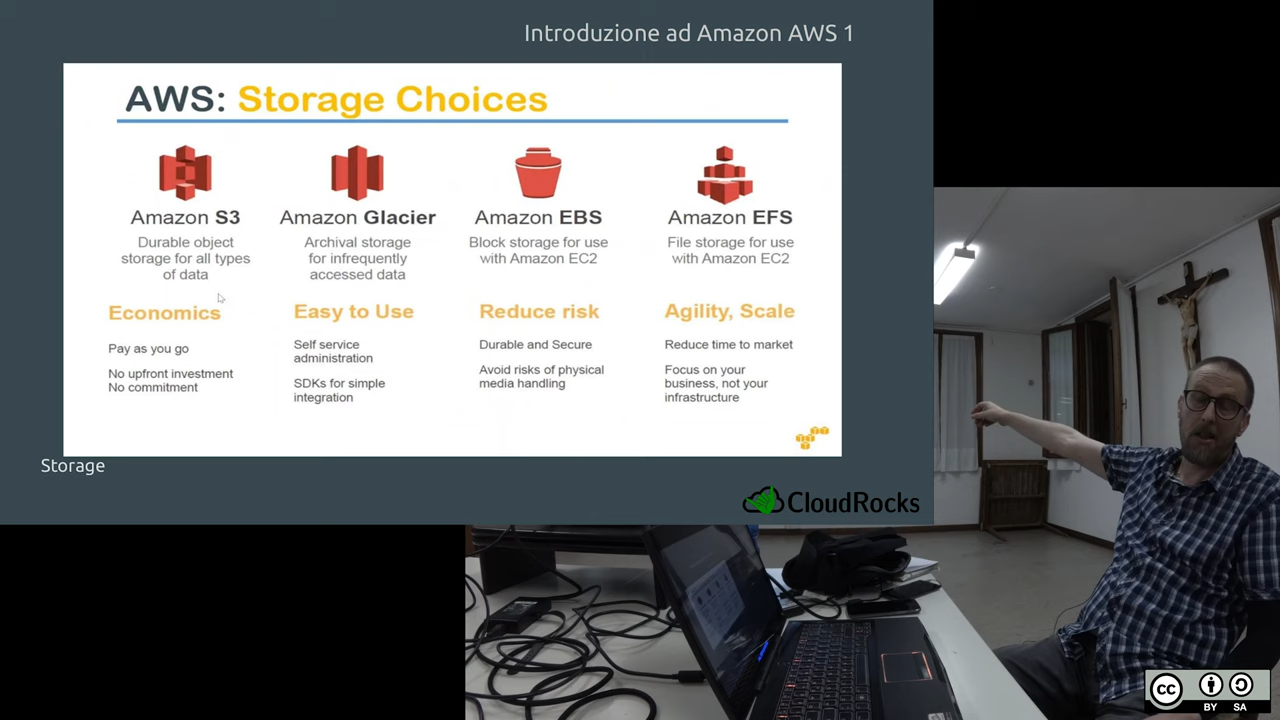 Introduzione ad Amazon AWS 1
AWS: Storage Choices
Amazon S3
Durable object
storage for all types
of data
Amazon Glacier
Archival storage
for infrequently
accessed data
Amazon EBS
Block storage for use
with Amazon EC2
Amazon EFS
File storage for use
with Amazon EC2
Economics
Pay as you go
No upfront investment
No commitment
Easy to Use
Self service
administration
SDKs for simple
integration
Reduce risk
Durable and Secure
Avoid risks of physical
media handling
Agility, Scale
Reduce time to market
Focus on your
business, not your
infrastructure
Storage
CloudRocks
CC
BY SA